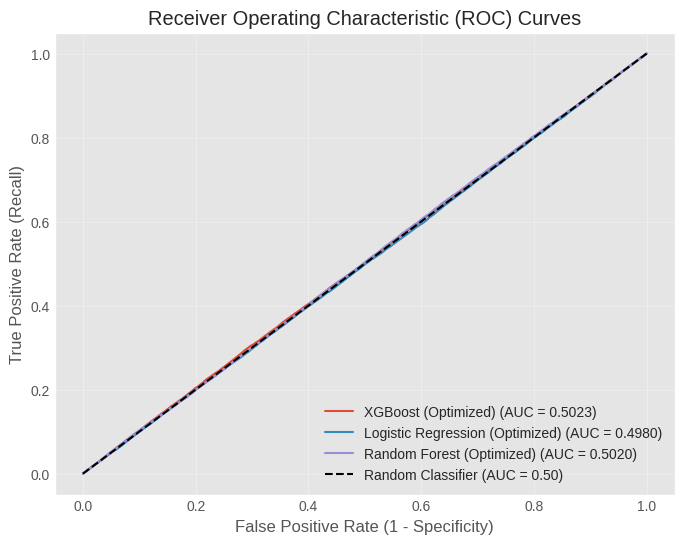 Receiver Operating Characteristic (ROC) Curves
True Positive Rate (Recall)
1.0
0.8
0.6
0.4
0.2
0.0
XGBoost (Optimized) (AUC = 0.5023)
Logistic Regression (Optimized) (AUC = 0.4980)
Random Forest (Optimized) (AUC = 0.5020)
Random Classifier (AUC = 0.50)
0.0 0.2 0.4 0.6 0.8 1.0
False Positive Rate (1 - Specificity)